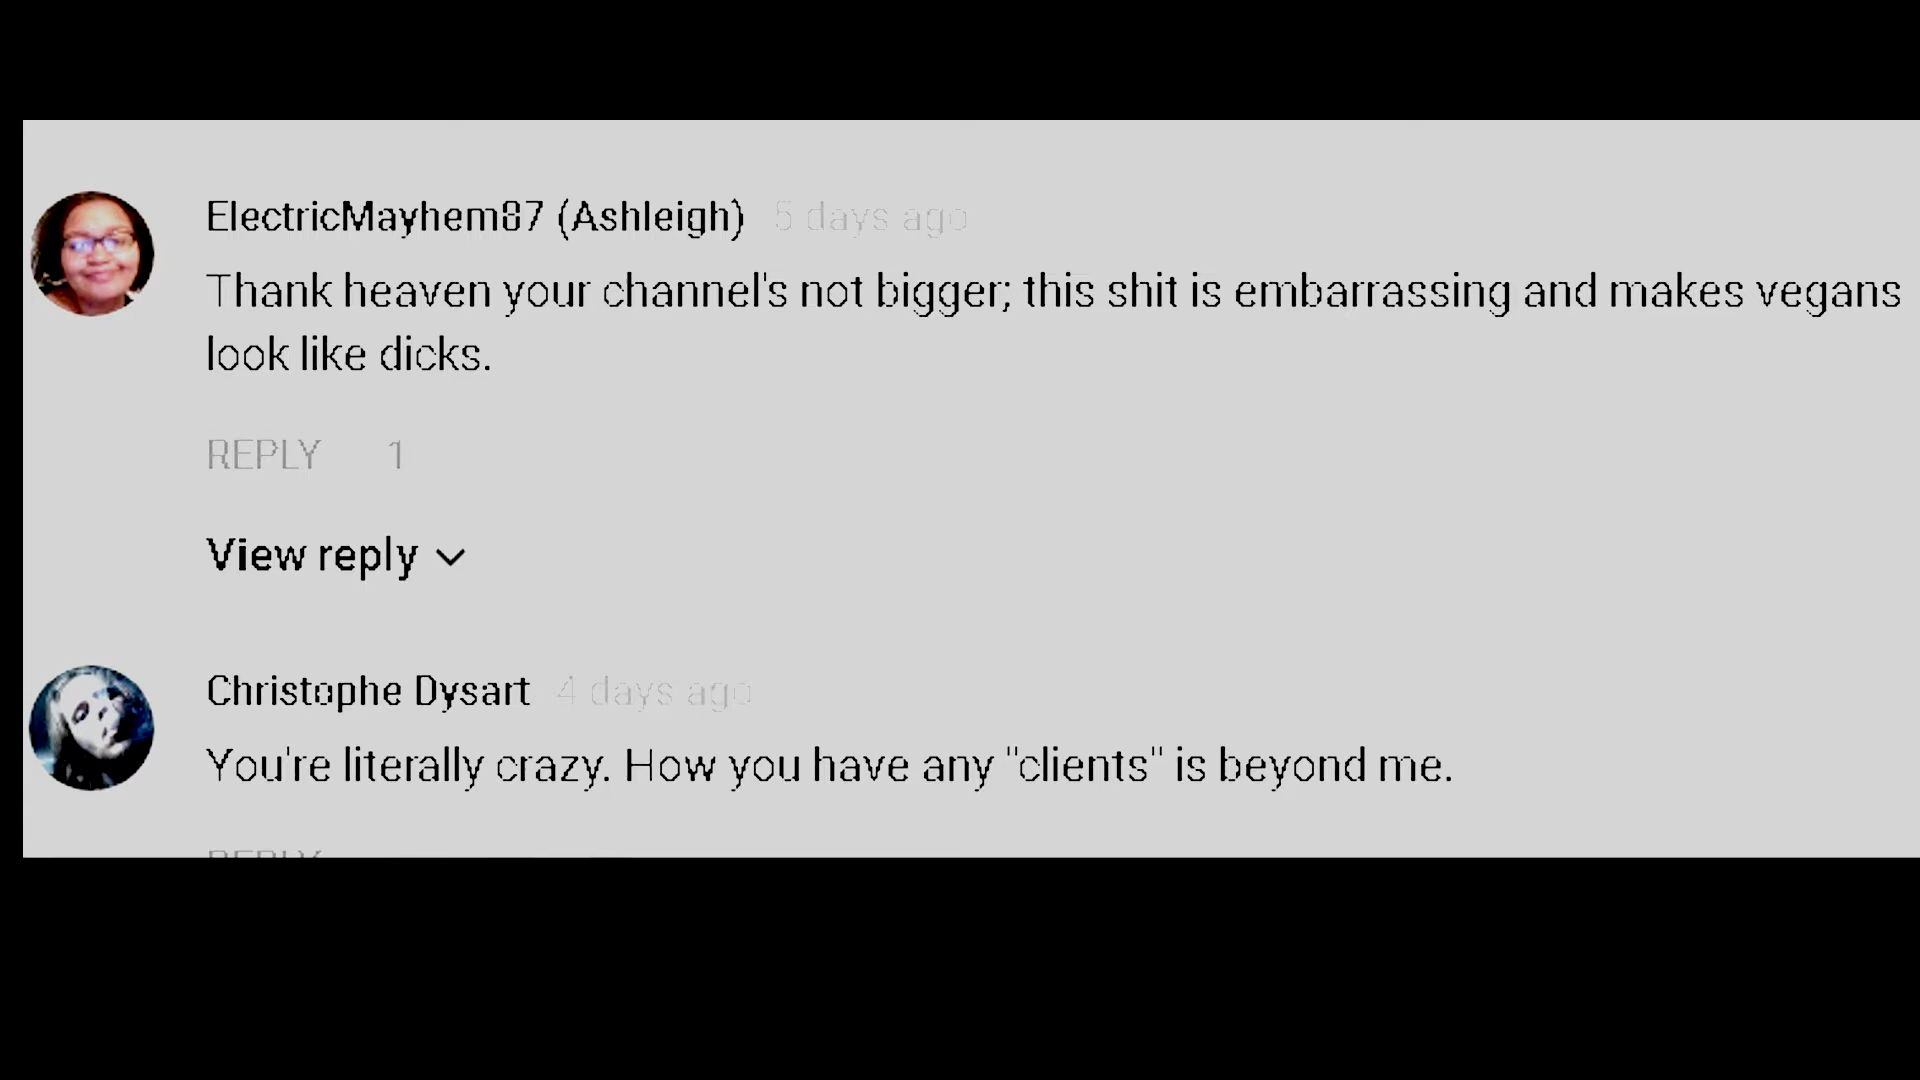 ElectricMayhem87 (Ashleigh) 5 days ago
Thank heaven your channel's not bigger; this shit is embarrassing and makes vegans
look like dicks.
REPLY 1
View reply
Christophe Dysart 4 days ago
You're literally crazy. How you have any "clients" is beyond me.
REPLY